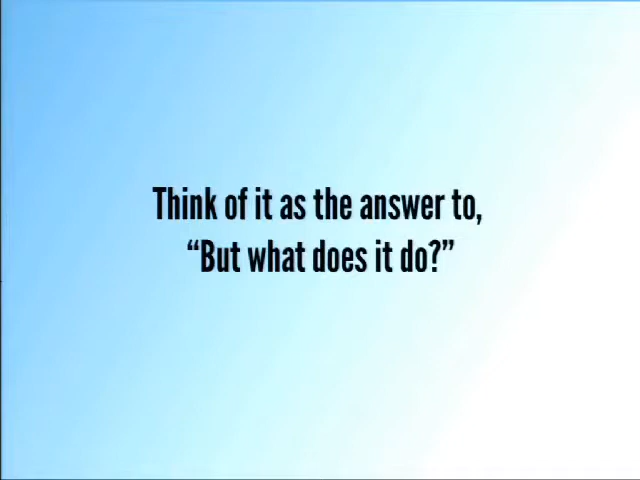 Think of it as the answer to,
“But what does it do?”